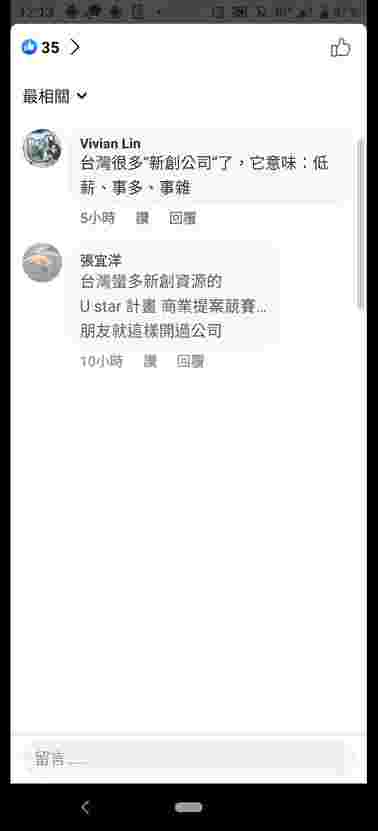 12:13
35
最相關
Vivian Lin
台灣很多“新創公司”了，它意味：低
薪、事多、事雜
5小時 讚 回覆
張宜洋
台灣蠻多新創資源的
U star 計畫 商業提案競賽...
朋友就這樣開過公司
10小時 讚 回覆
留言......